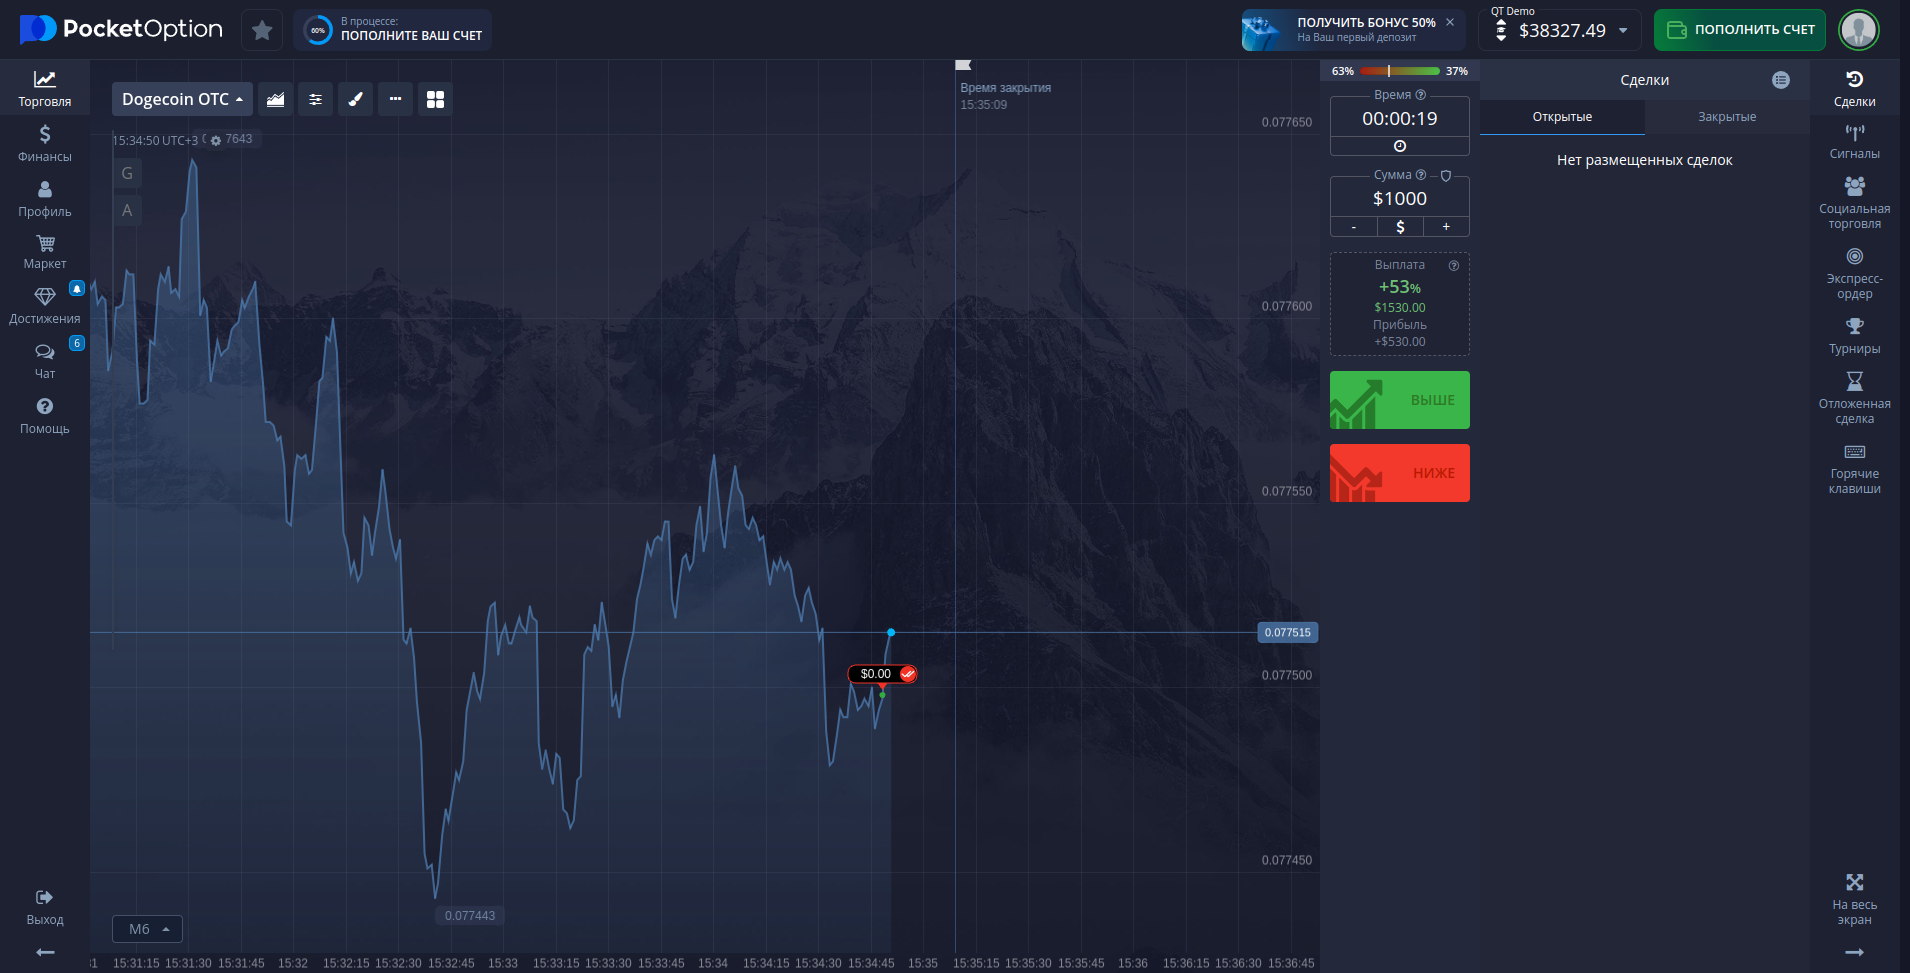 PocketOption
60%
В процессе:
ПОПОЛНИТЕ ВАШ СЧЕТ
ПОЛУЧИТЬ БОНУС 50%
На Ваш первый депозит
QT Demo
$38327.49
ПОПОЛНИТЬ СЧЕТ
Торговля
Финансы
Профиль
Маркет
Достижения
6
Чат
Помощь
Выход
Dogecoin OTC
15:34:50 UTC+3
7643
G
A
Время закрытия
15:35:09
0.077650
0.077600
0.077550
0.077515
0.077500
0.077450
$0.00
0.077443
M6
31
15:31:15
15:31:30
15:31:45
15:32
15:32:15
15:32:30
15:32:45
15:33
15:33:15
15:33:30
15:33:45
15:34
15:34:15
15:34:30
15:34:45
15:35
15:35:15
15:35:30
15:35:45
15:36
15:36:15
15:36:30
15:36:45
63%
37%
Время
00:00:19
Сумма
$1000
-
$
+
Выплата
+53%
$1530.00
Прибыль
+$530.00
ВЫШЕ
НИЖЕ
Сделки
Открытые
Закрытые
Нет размещенных сделок
Сделки
Сигналы
Социальная
торговля
Экспресс-
ордер
Турниры
Отложенная
сделка
Горячие
клавиши
На весь
экран